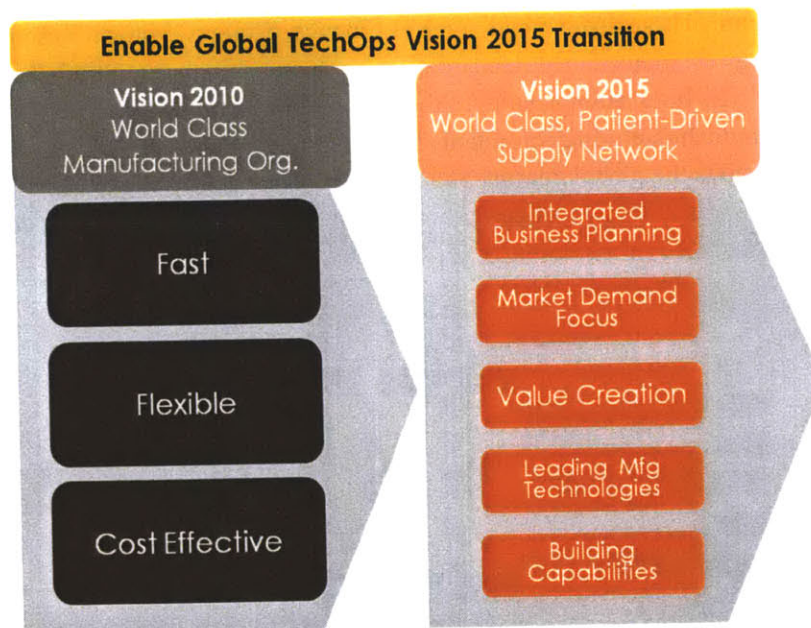 Enable Global TechOps Vision 2015 Transition
Vision 2010
World Class
Manufacturing Org.
Fast
Flexible
Cost Effective
Vision 2015
World Class, Patient-Driven
Supply Network
Integrated
Business Planning
Market Demand
Focus
Value Creation
Leading Mfg
Technologies
Building
Capabilities